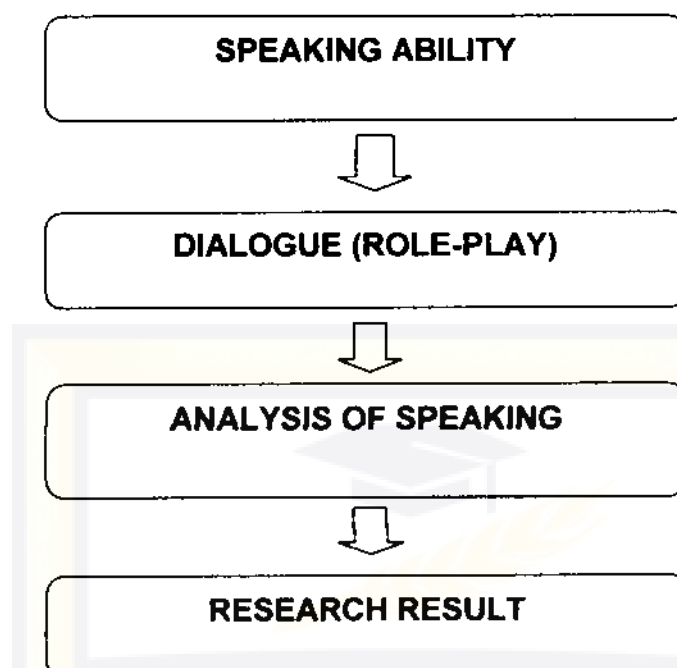 SPEAKING ABILITY
DIALOGUE (ROLE-PLAY)
ANALYSIS OF SPEAKING
RESEARCH RESULT